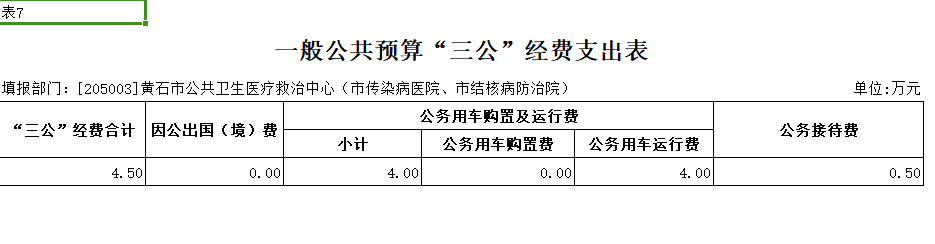 表7
一般公共预算“三公”经费支出表
填报部门：[205003]黄石市公共卫生医疗救治中心（市传染病医院、市结核病防治院）
单位:万元
“三公”经费合计
因公出国（境）费
公务用车购置及运行费
公务接待费
小计
公务用车购置费
公务用车运行费
4.50
0.00
4.00
0.00
4.00
0.50